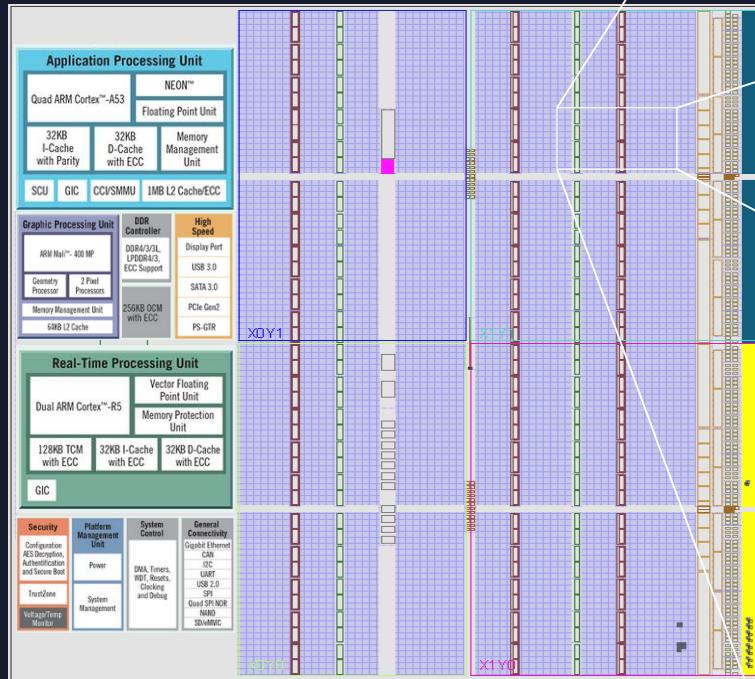 Application Processing Unit
Quad ARM Cortex™-A53
NEON™
Floating Point Unit
32KB
I-Cache
with Parity
32KB
D-Cache
with ECC
Memory
Management
Unit
SCU
GIC
CCI/SMMU
1MB L2 Cache/ECC
Graphic Processing Unit
ARM Mali™- 400 MP
Geometry
Processor
2 Pixel
Processors
Memory Management Unit
64KB L2 Cache
DDR
Controller
DDR4/3/3L,
LPDDR4/3,
ECC Support
256KB OCM
with ECC
High
Speed
Display Port
USB 3.0
SATA 3.0
PCIe Gen2
PS-GTR
Real-Time Processing Unit
Dual ARM Cortex™-R5
Vector Floating
Point Unit
Memory Protection
Unit
128KB TCM
with ECC
32KB I-Cache
with ECC
32KB D-Cache
with ECC
GIC
Security
Configuration
AES Decryption,
Authentification
and Secure Boot
TrustZone
Voltage/Temp
Monitor
Platform
Management
Unit
Power
System
Management
System
Control
DMA, Timers,
WDT, Resets,
Clocking
and Debug
General
Connectivity
Gigabit Ethernet
CAN
I2C
UART
USB 2.0
SPI
Quad SPI NOR
NAND
SD/eMMC
X0Y1
X1Y1
X0Y0
X1Y0